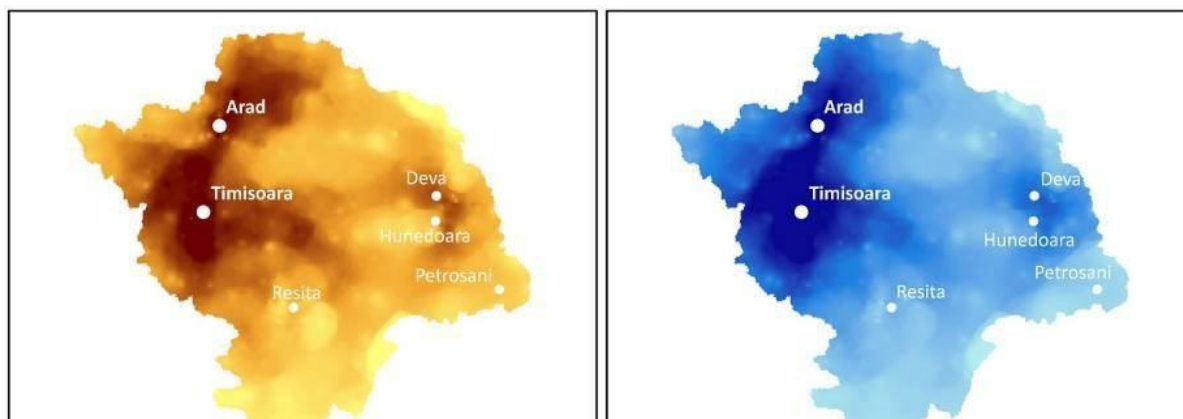 Arad
Timisoara
Deva
Hunedoara
Petrosani
Resita
Arad
Timisoara
Deva
Hunedoara
Petrosani
Resita